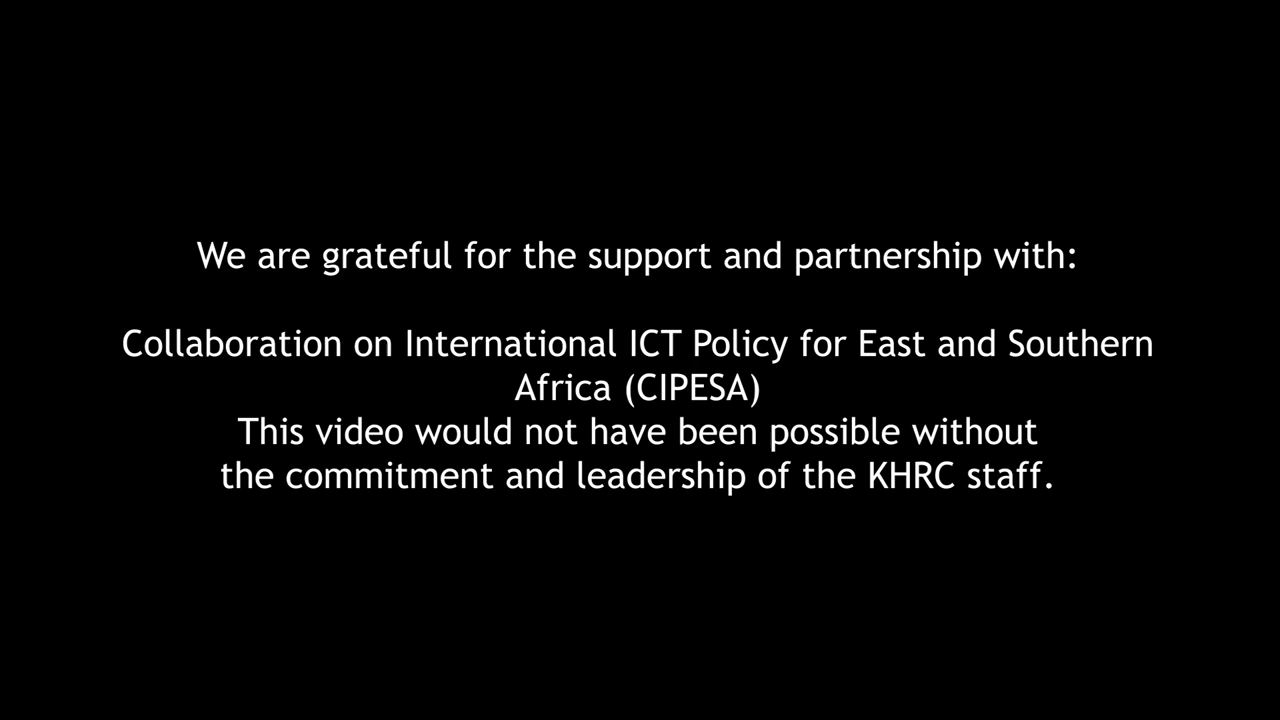 We are grateful for the support and partnership with:
Collaboration on International ICT Policy for East and Southern
Africa (CIPESA)
This video would not have been possible without
the commitment and leadership of the KHRC staff.